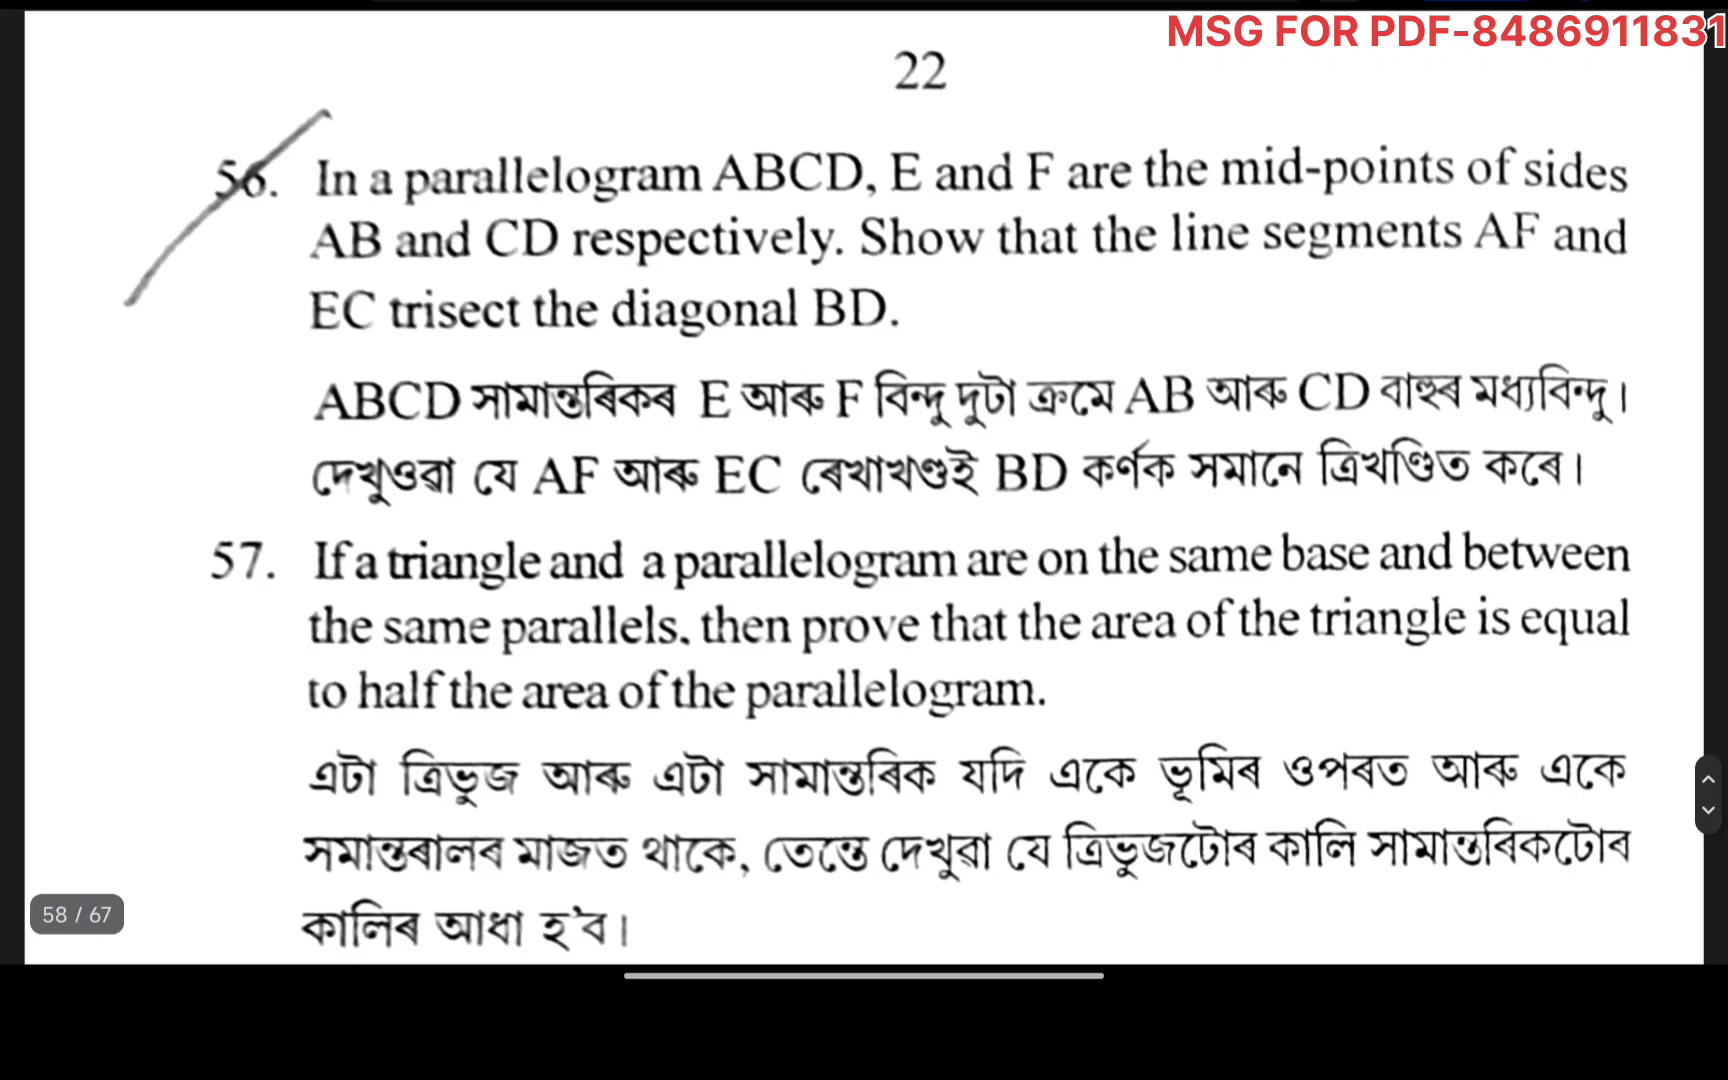 MSG FOR PDF-8486911831
22
56. In a parallelogram ABCD, E and F are the mid-points of sides
AB and CD respectively. Show that the line segments AF and
EC trisect the diagonal BD.
ABCD সামান্তৰিকৰ E আৰু F বিন্দু দুটা ক্ৰমে AB আৰু CD বাহুৰ মধ্যবিন্দু।
দেখুওৱা যে AF আৰু EC ৰেখাখণ্ডই BD কৰ্ণক সমানে ত্ৰিখণ্ডিত কৰে।
57. If a triangle and a parallelogram are on the same base and between
the same parallels, then prove that the area of the triangle is equal
to half the area of the parallelogram.
এটা ত্ৰিভুজ আৰু এটা সামান্তৰিক যদি একে ভূমিৰ ওপৰত আৰু একে
সমান্তৰালৰ মাজত থাকে, তেন্তে দেখুৱা যে ত্ৰিভুজটোৰ কালি সামান্তৰিকটোৰ
কালিৰ আধা হ'ব।
58 / 67